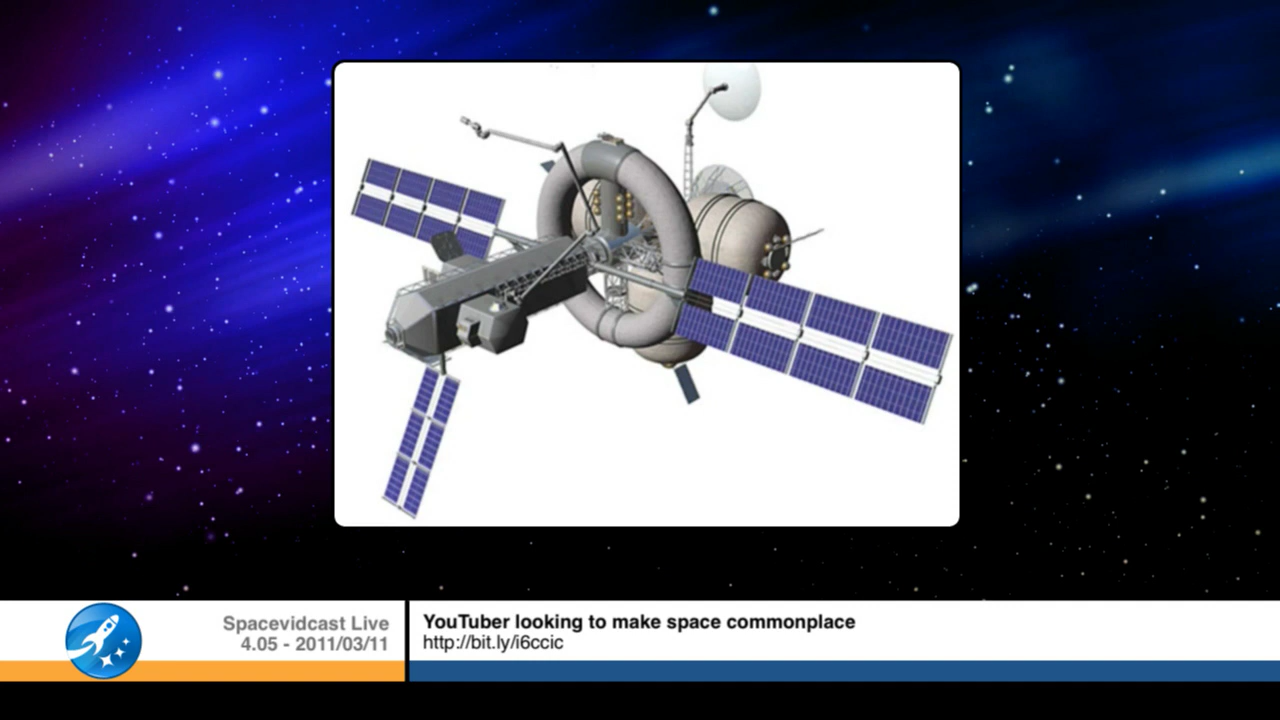 Spacevidcast Live
4.05 - 2011/03/11
YouTuber looking to make space commonplace
http://bit.ly/i6ccic